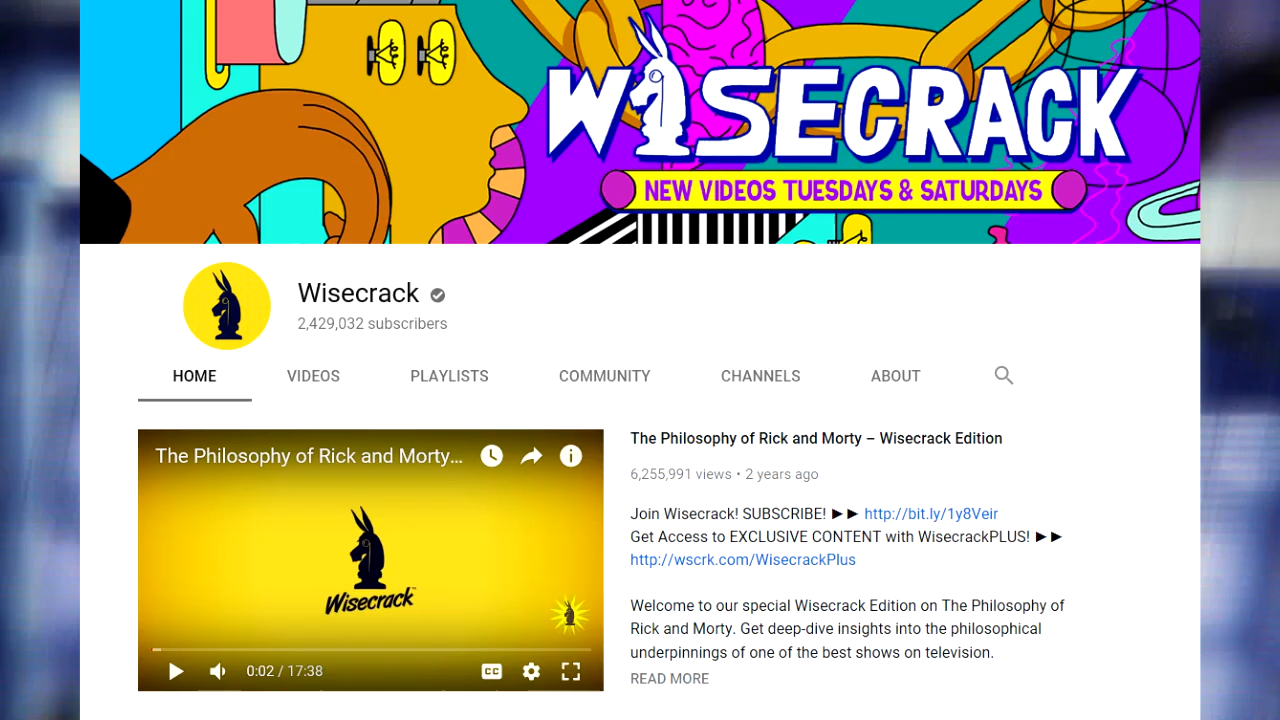 WISECRACK
NEW VIDEOS TUESDAYS & SATURDAYS
Wisecrack
2,429,032 subscribers
HOME VIDEOS PLAYLISTS COMMUNITY CHANNELS ABOUT
The Philosophy of Rick and Morty...
Wisecrack
CC
0:02 / 17:38
The Philosophy of Rick and Morty – Wisecrack Edition
6,255,991 views • 2 years ago
Join Wisecrack! SUBSCRIBE! ►► http://bit.ly/1y8Veir
Get Access to EXCLUSIVE CONTENT with WisecrackPLUS! ►►
http://wscrk.com/WisecrackPlus
Welcome to our special Wisecrack Edition on The Philosophy of
Rick and Morty. Get deep-dive insights into the philosophical
underpinnings of one of the best shows on television.
READ MORE